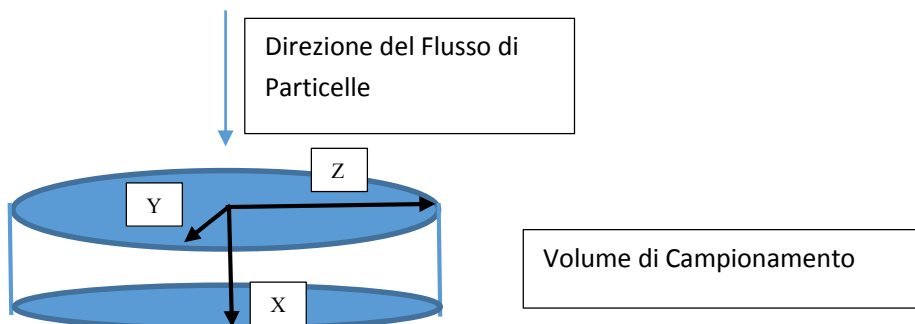 Direzione del Flusso di
Particelle
Z
Y
Volume di Campionamento
X